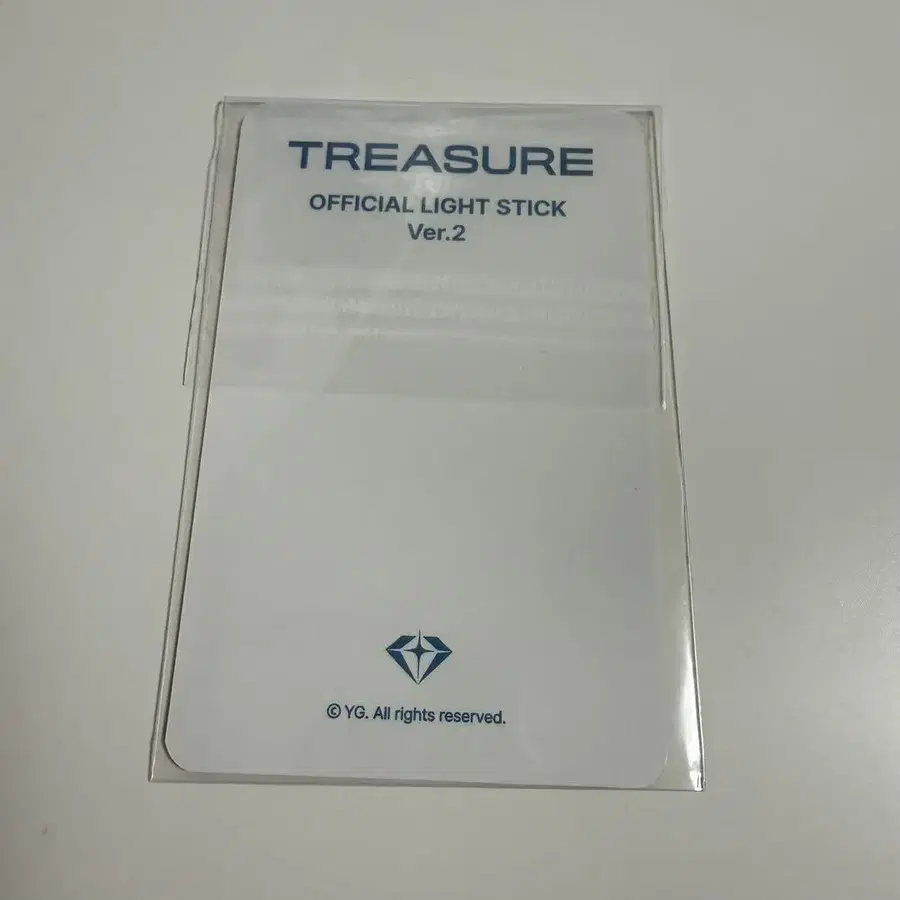 TREASURE
OFFICIAL LIGHT STICK
Ver.2
© YG. All rights reserved.